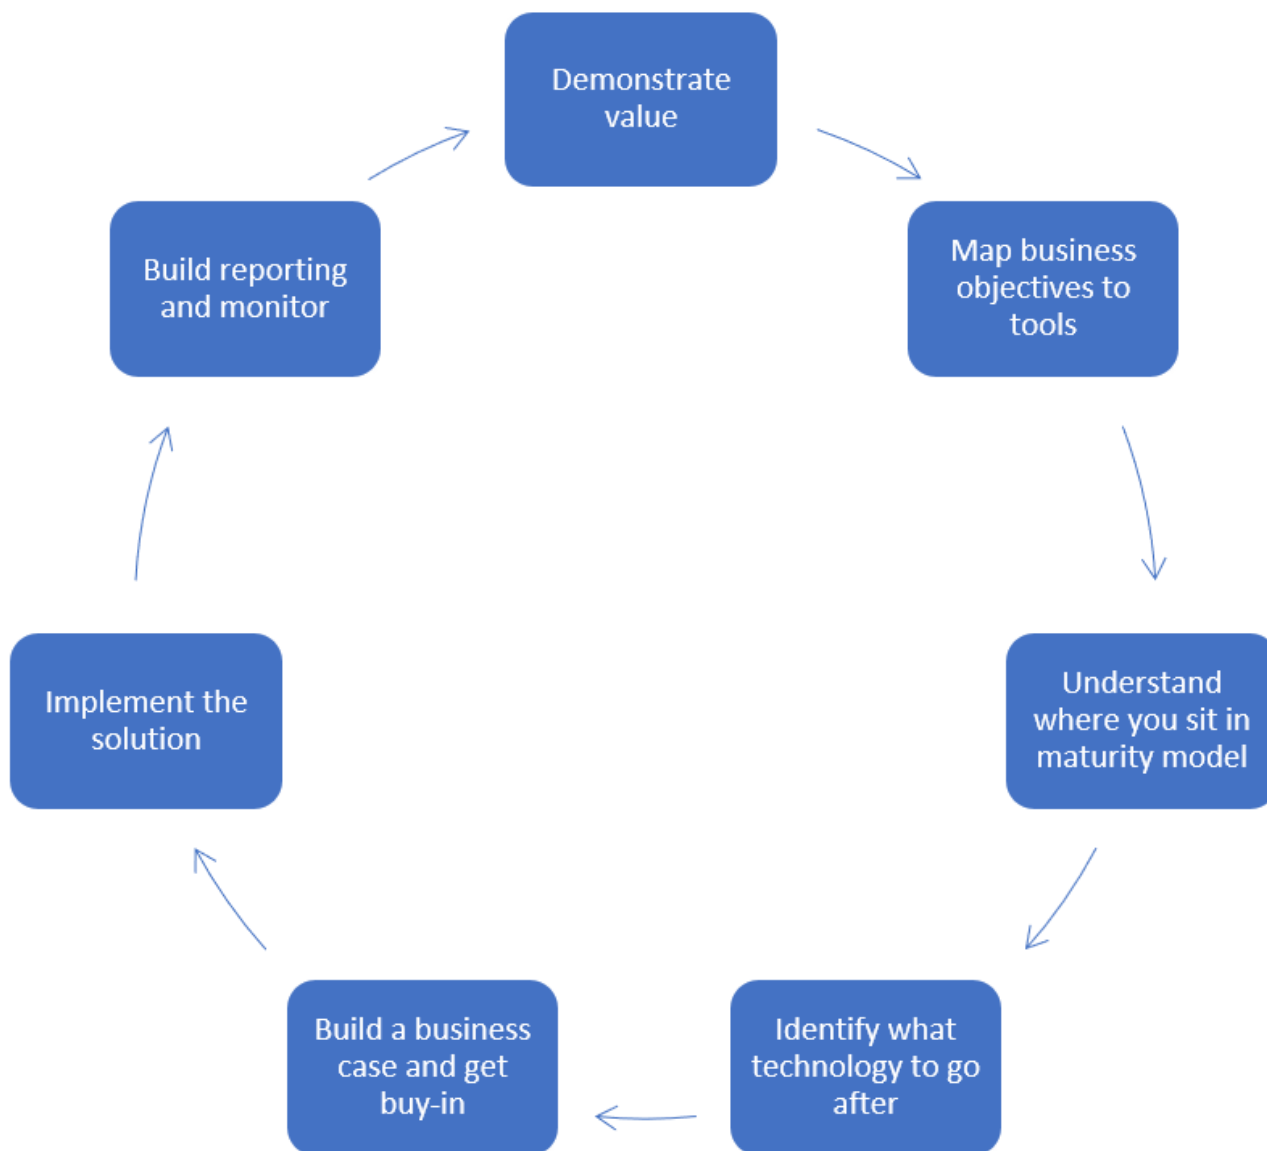 Demonstrate
value
Map business
objectives to
tools
Understand
where you sit in
maturity model
Identify what
technology to go
after
Build a business
case and get
buy-in
Implement the
solution
Build reporting
and monitor